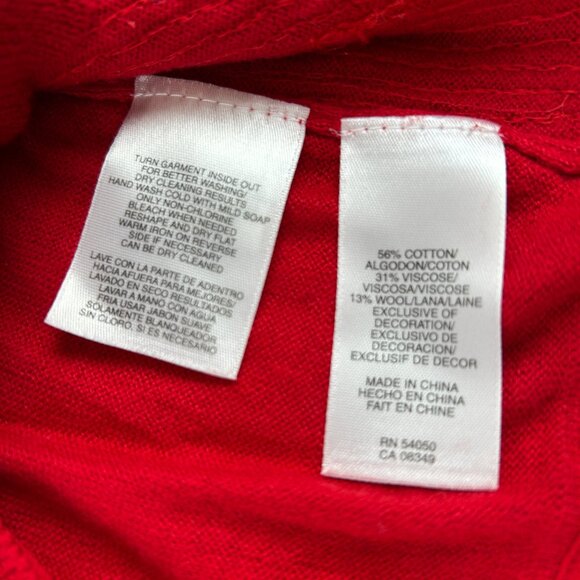 TURN GARMENT INSIDE OUT
FOR BETTER WASHING/
DRY CLEANING RESULTS
HAND WASH COLD WITH MILD SOAP
ONLY NON-CHLORINE
BLEACH WHEN NEEDED
RESHAPE AND DRY FLAT
WARM IRON ON REVERSE
SIDE IF NECESSARY
CAN BE DRY CLEANED
LAVE CON LA PARTE DE ADENTRO
HACIA AFUERA PARA MEJORES/
LAVADO EN SECO RESULTADOS
LAVAR A MANO CON AGUA
FRIA USAR JABON SUAVE
SOLAMENTE BLANQUEADOR
SIN CLORO. SI ES NECESARIO
56% COTTON/
ALGODON/COTON
31% VISCOSE/
VISCOSA/VISCOSE
13% WOOL/LANA/LAINE
EXCLUSIVE OF
DECORATION/
EXCLUSIVO DE
DECORACION/
EXCLUSIF DE DECOR
MADE IN CHINA
HECHO EN CHINA
FAIT EN CHINE
RN 54050
CA 08349